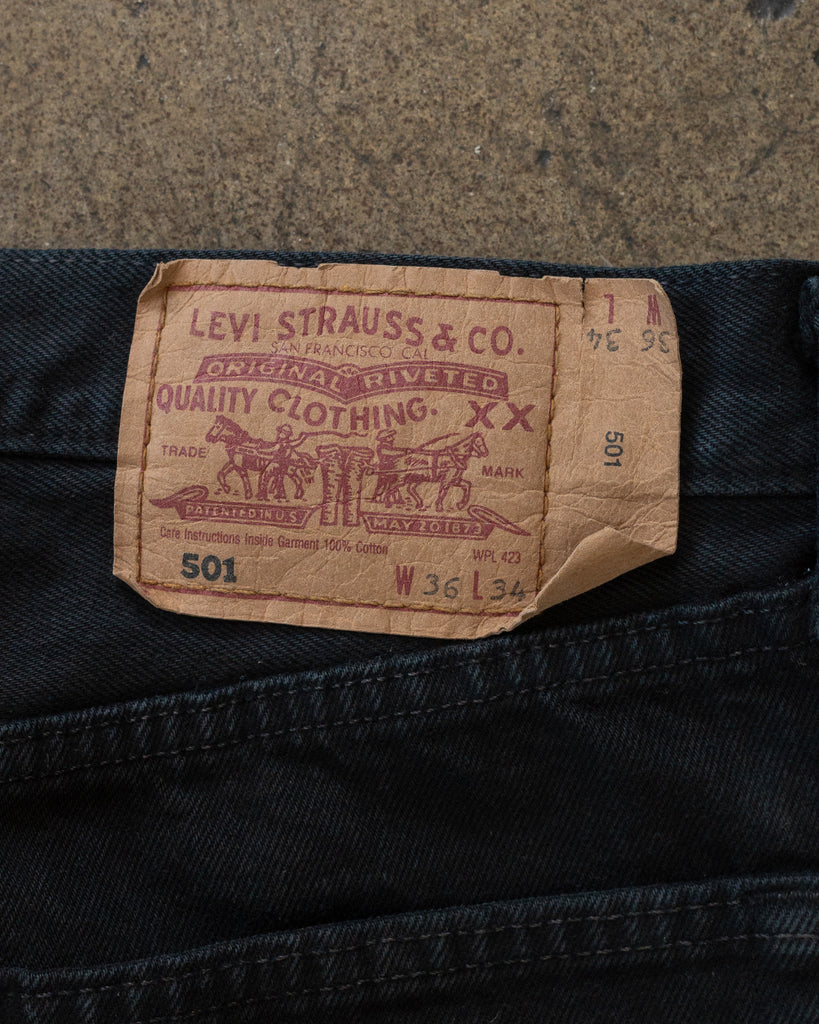 LEVI STRAUSS & CO.
SAN FRANCISCO CAL
ORIGINAL RIVETED
QUALITY CLOTHING. XX
TRADE MARK
PATENTED IN U.S. MAY 20 1873
Care Instructions Inside Garment 100% Cotton
WPL 423
501
W 36 L 34
W L
36 34
501